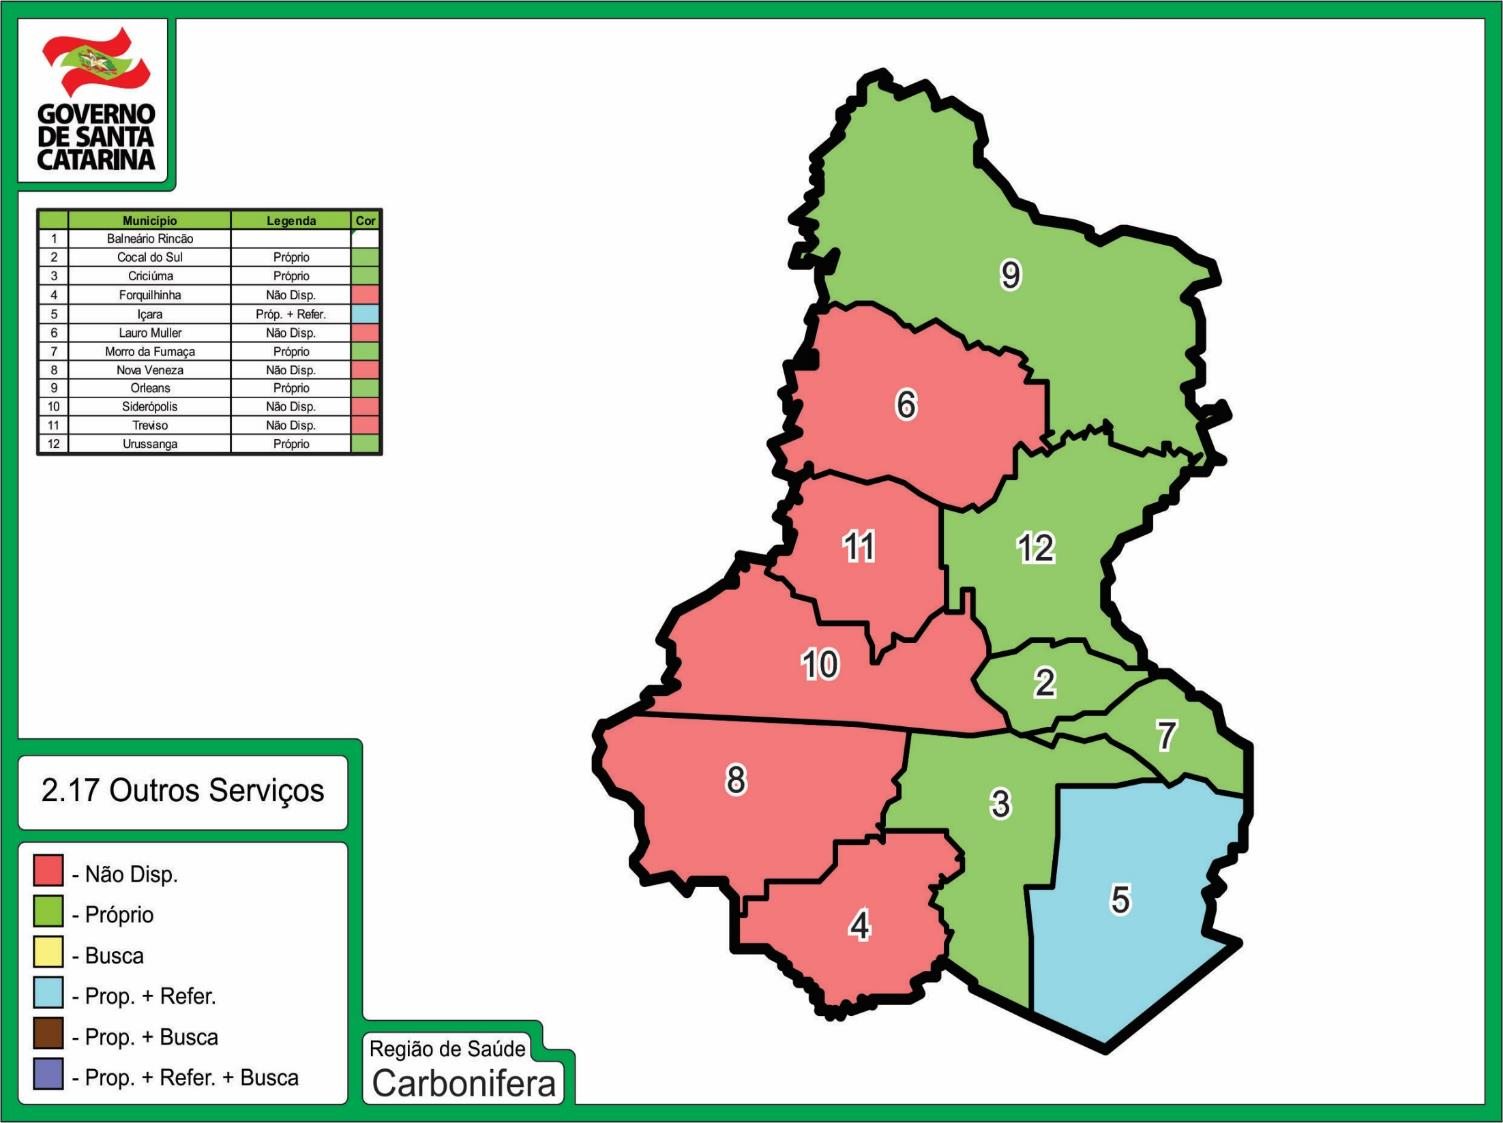 GOVERNO
DE SANTA
CATARINA
Município Legenda Cor
1 Balneário Rincão
2 Cocal do Sul Próprio
3 Criciúma Próprio
4 Forquilhinha Não Disp.
5 Içara Próp. + Refer.
6 Lauro Muller Não Disp.
7 Morro da Fumaça Próprio
8 Nova Veneza Não Disp.
9 Orleans Próprio
10 Siderópolis Não Disp.
11 Treviso Não Disp.
12 Urussanga Próprio
9
6
11
12
10
2
7
8
3
5
4
2.17 Outros Serviços
- Não Disp.
- Próprio
- Busca
- Prop. + Refer.
- Prop. + Busca
- Prop. + Refer. + Busca
Região de Saúde
Carbonifera